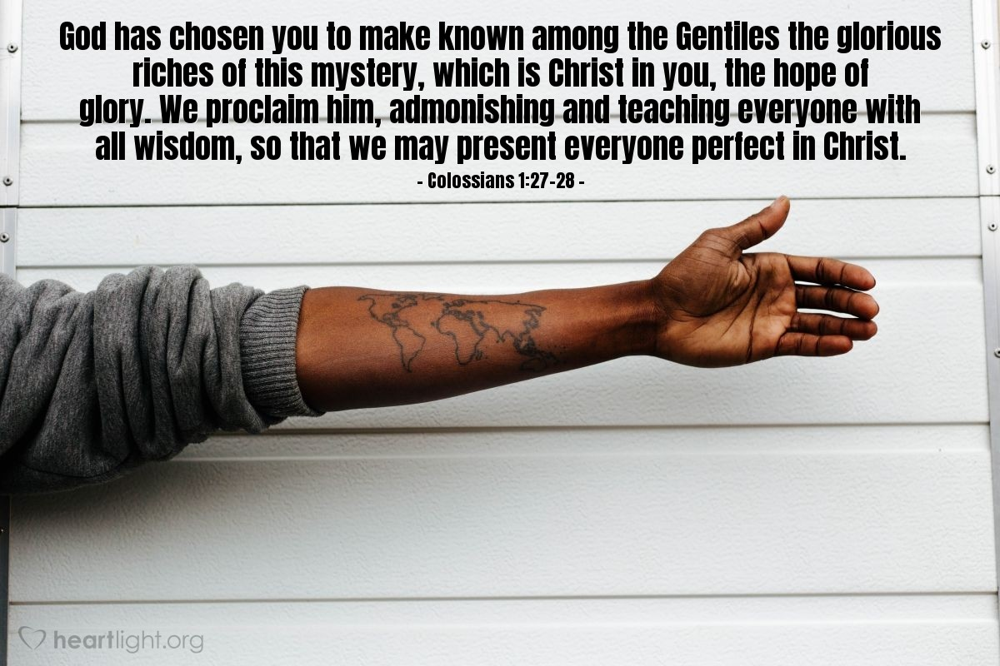 God has chosen you to make known among the Gentiles the glorious
riches of this mystery, which is Christ in you, the hope of
glory. We proclaim him, admonishing and teaching everyone with
all wisdom, so that we may present everyone perfect in Christ.
- Colossians 1:27-28 -
heartlight.org